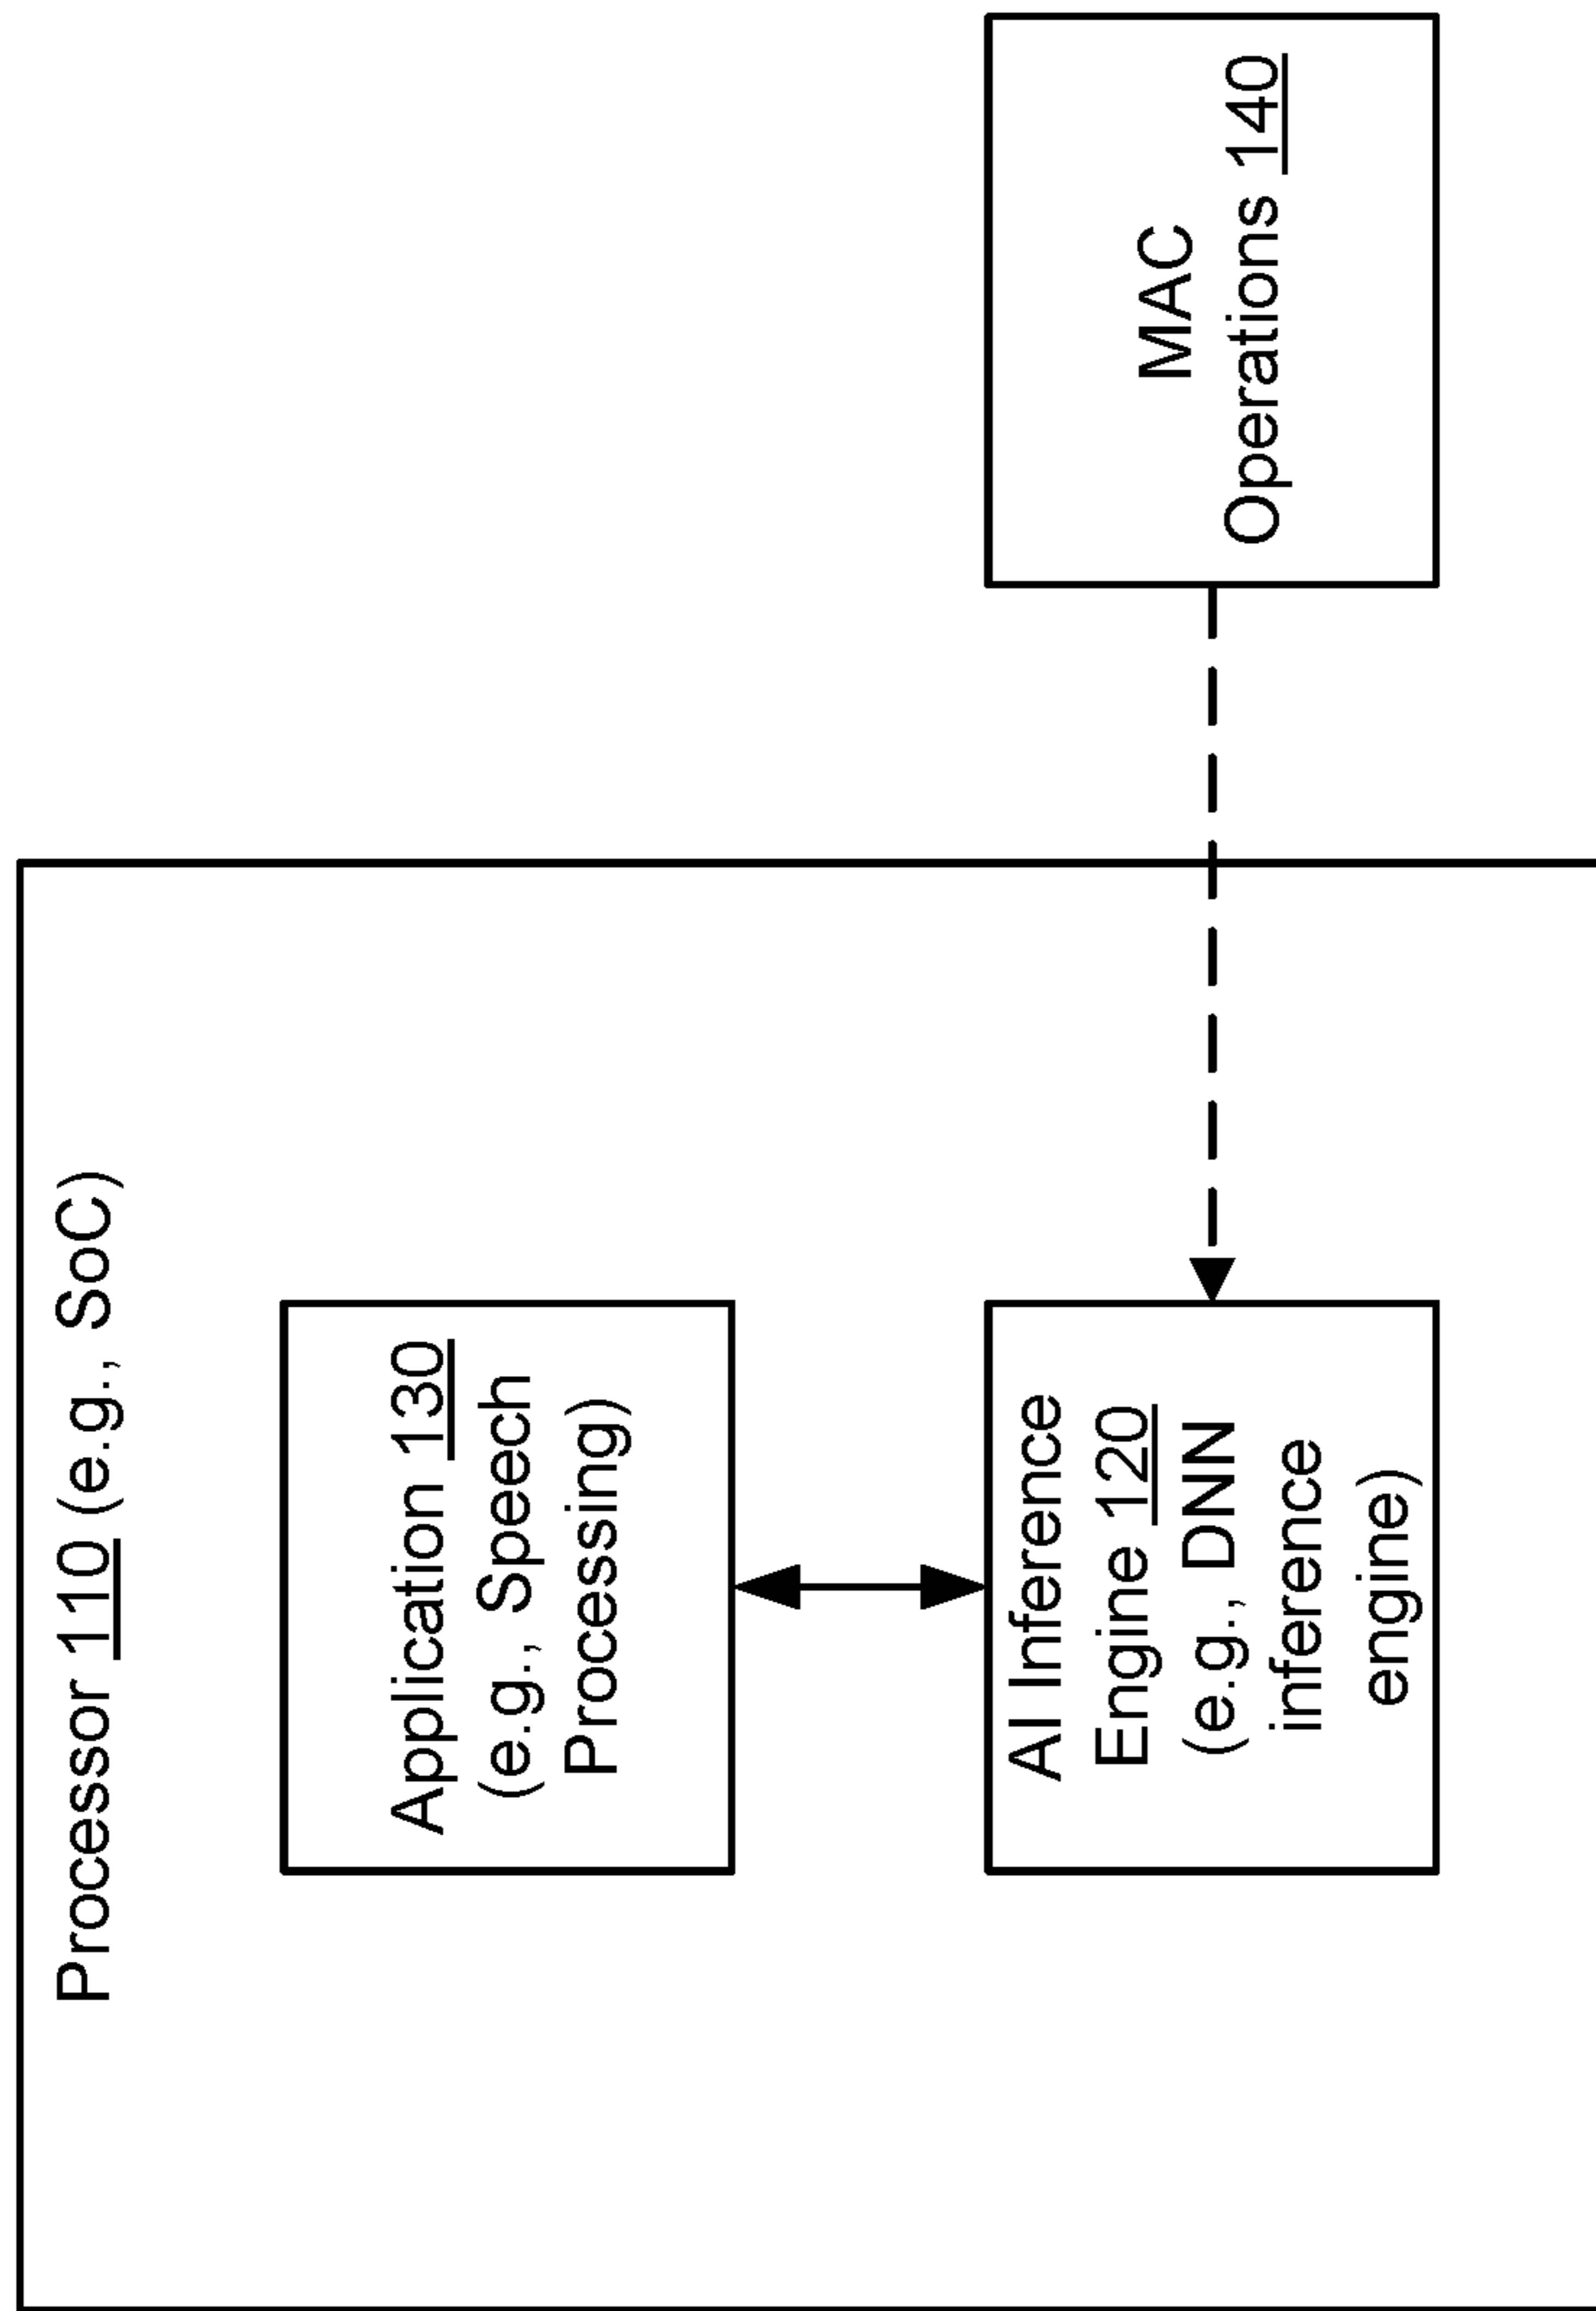 Processor 110 (e.g., SoC)
Application 130
(e.g., Speech
Processing)
AI Inference
Engine 120
(e.g., DNN
inference
engine)
MAC
Operations 140